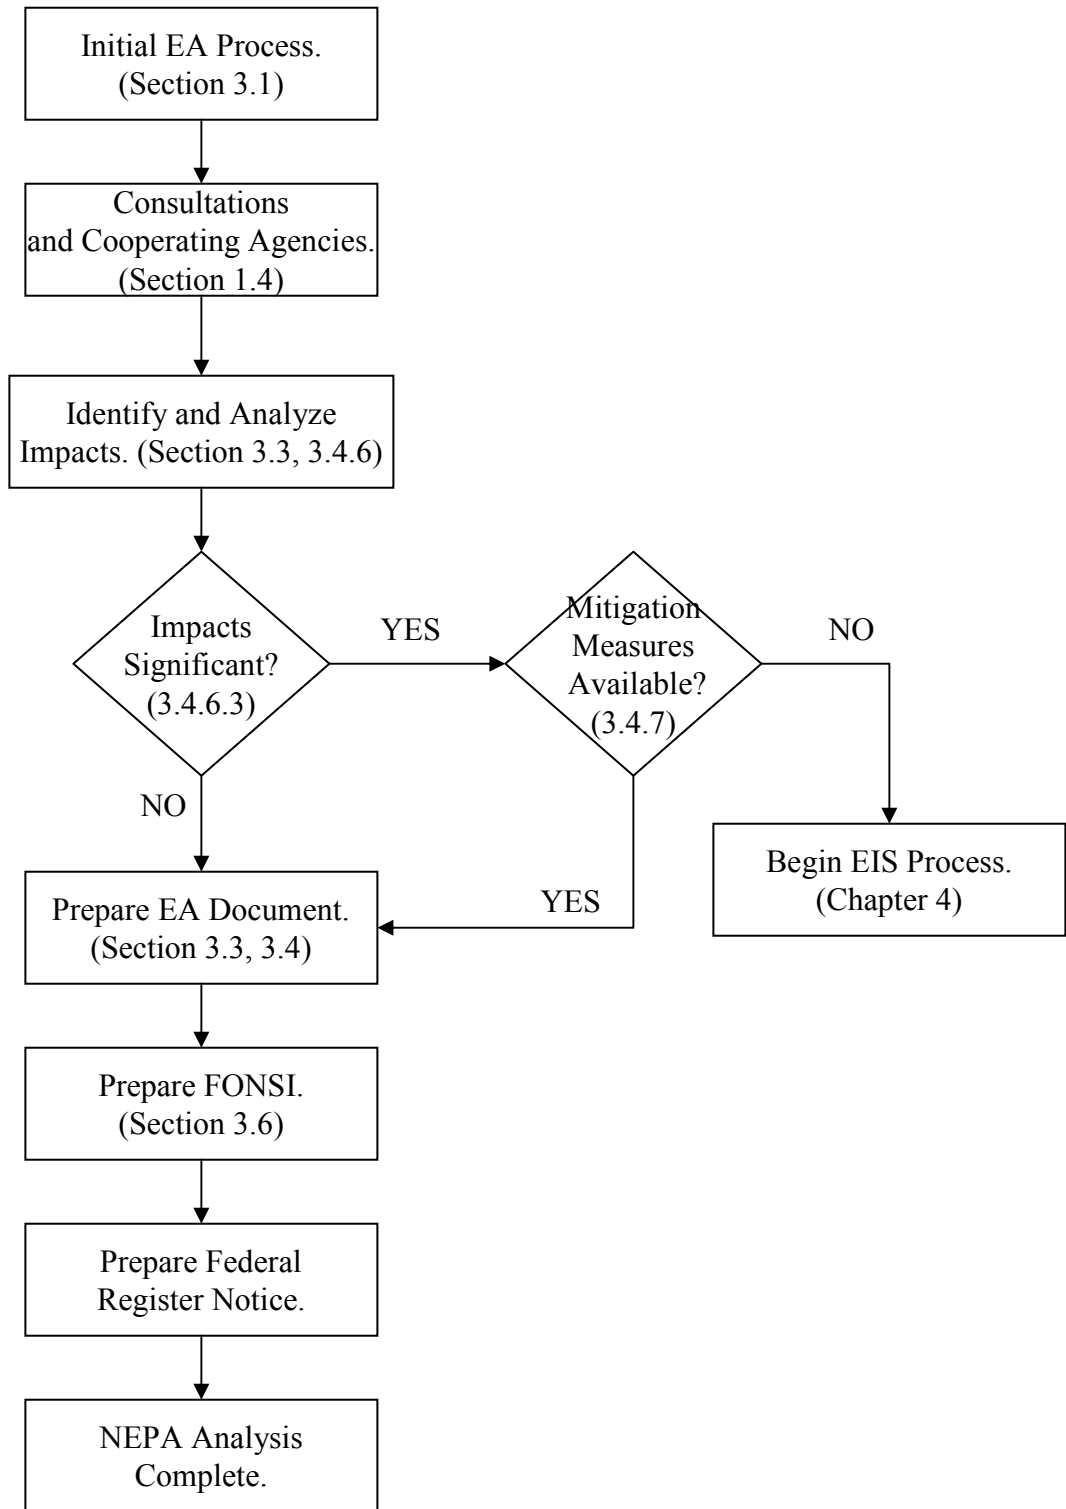 Initial EA Process.
(Section 3.1)
Consultations
and Cooperating Agencies.
(Section 1.4)
Identify and Analyze
Impacts. (Section 3.3, 3.4.6)
Impacts
Significant?
(3.4.6.3)
YES
Mitigation
Measures
Available?
(3.4.7)
NO
NO
YES
Begin EIS Process.
(Chapter 4)
Prepare EA Document.
(Section 3.3, 3.4)
Prepare FONSI.
(Section 3.6)
Prepare Federal
Register Notice.
NEPA Analysis
Complete.